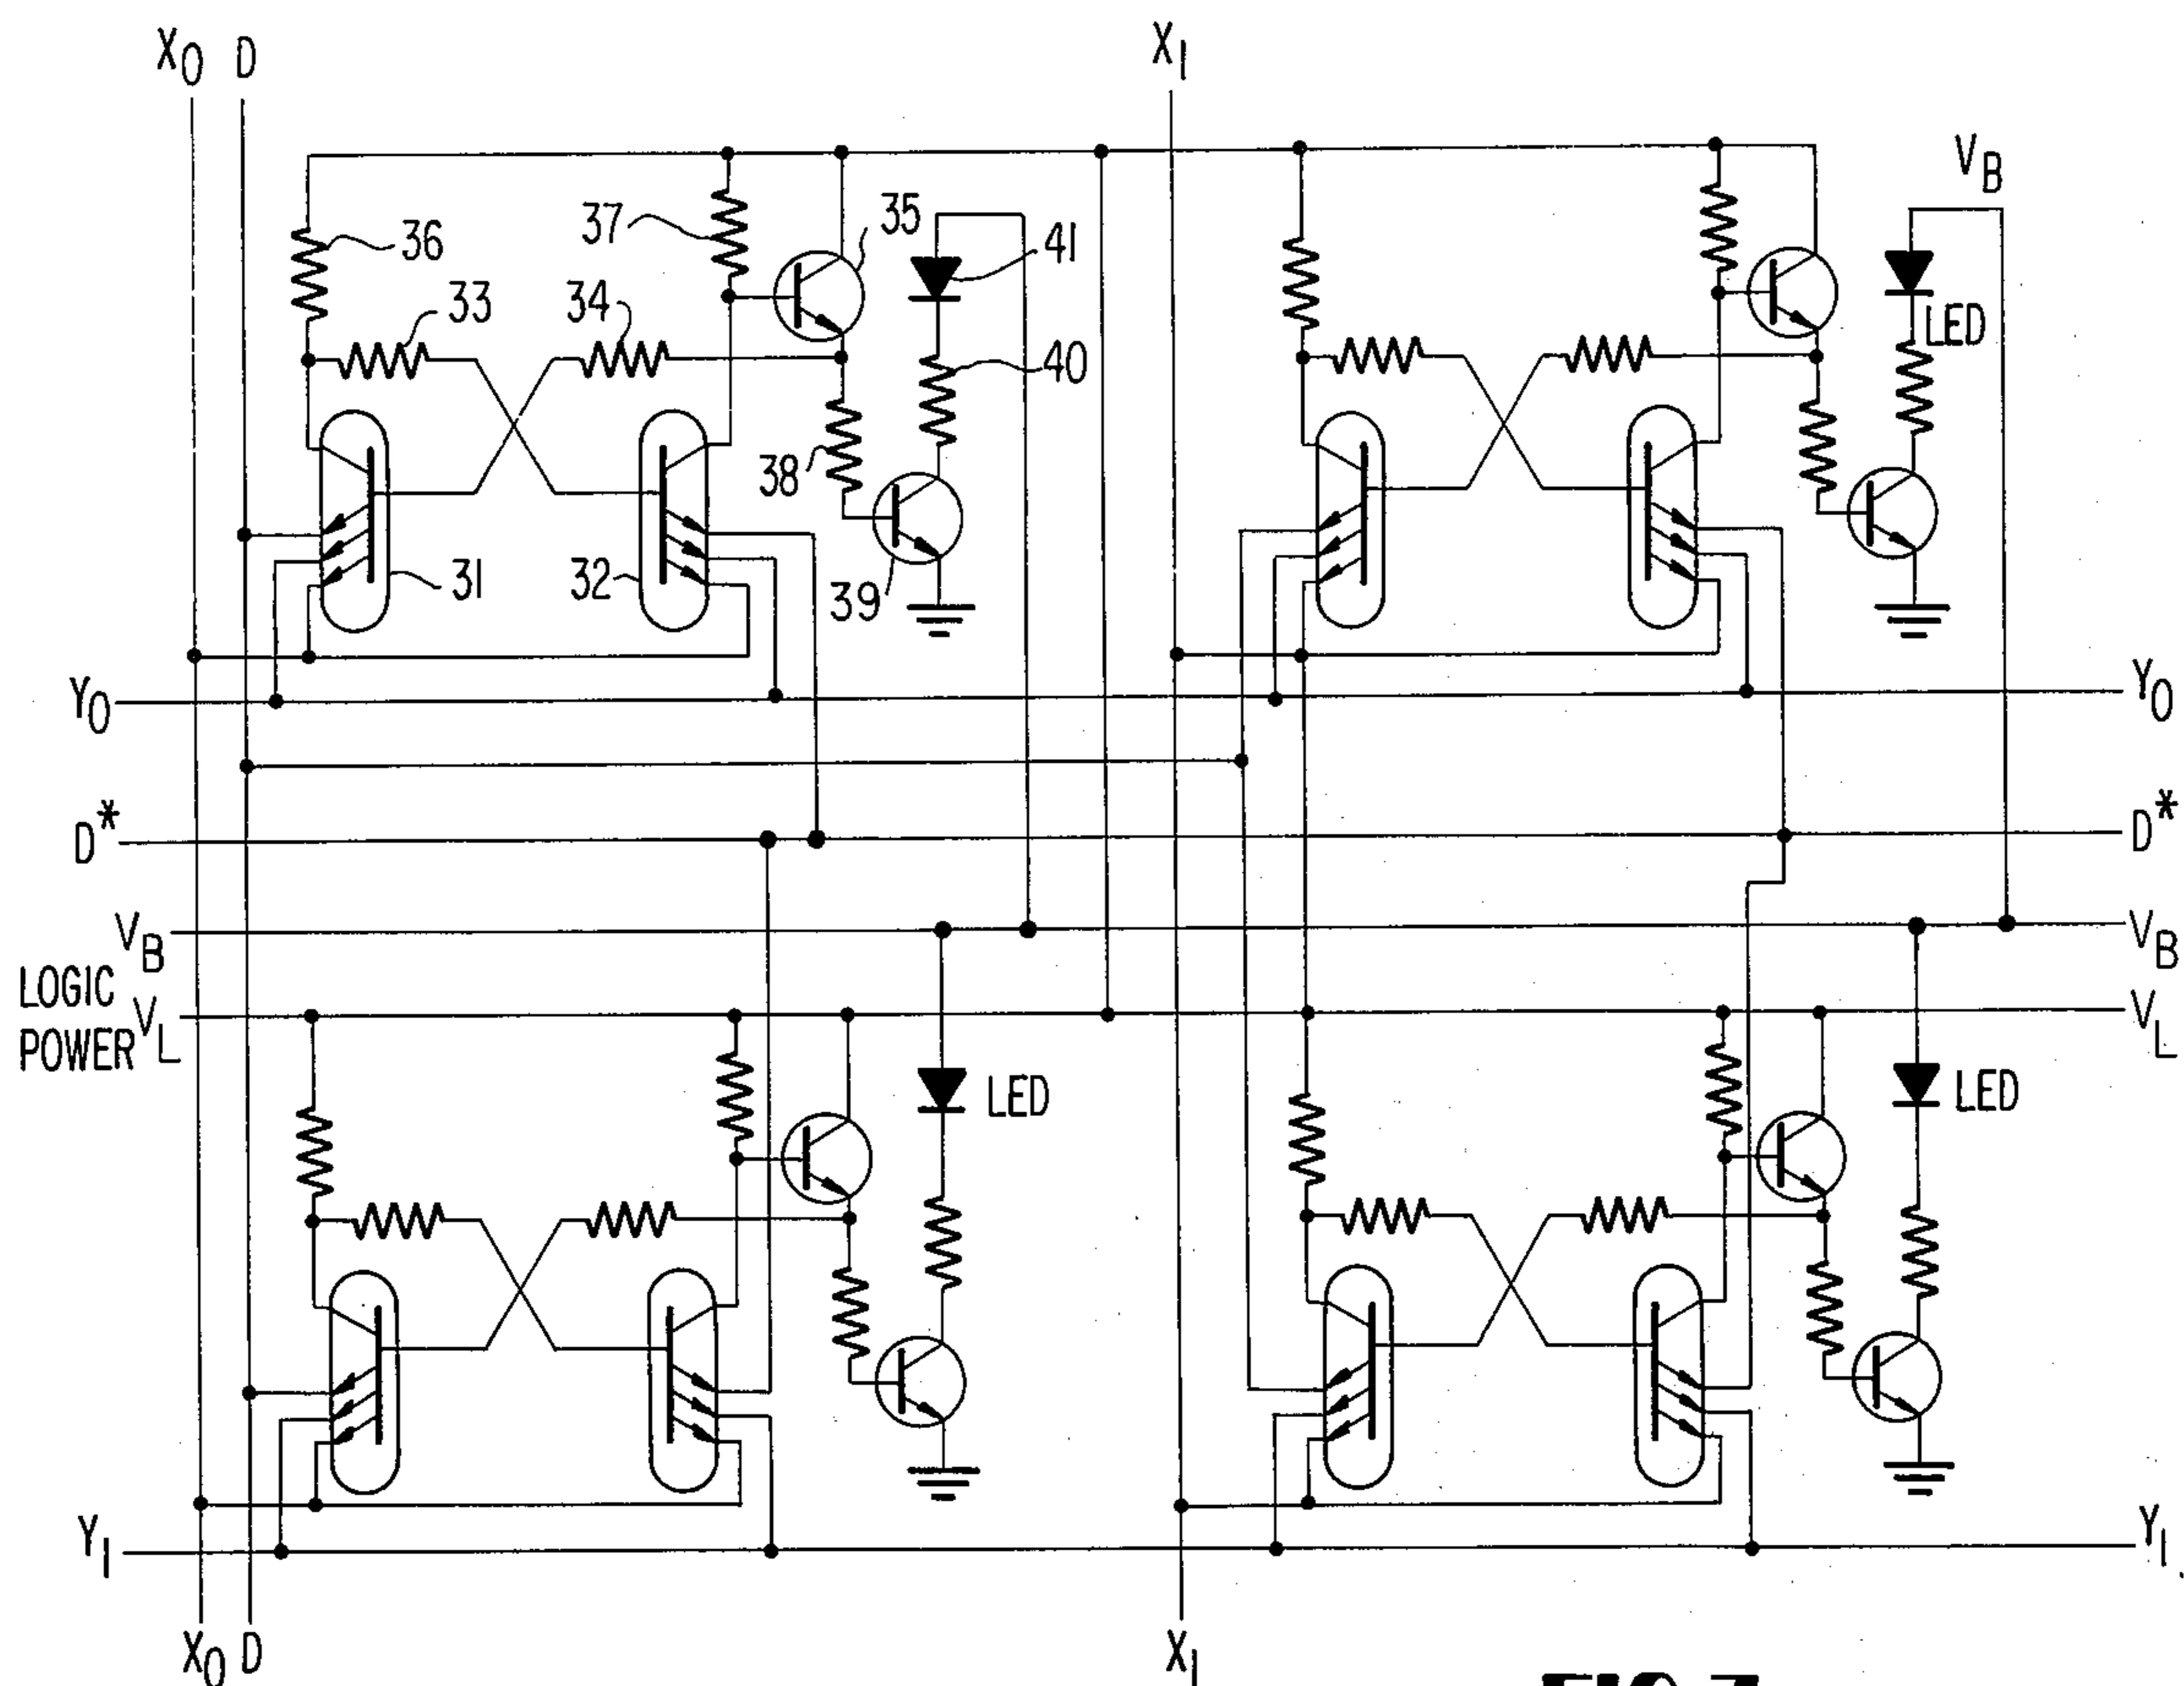 X0 D X1
VB
36 37 35 41
33 34
LED
40
38
31 32 39
Y0 Y0
D* D*
VB VB
LOGIC
POWER VL VL
LED LED
Y1 Y1
X0 D X1